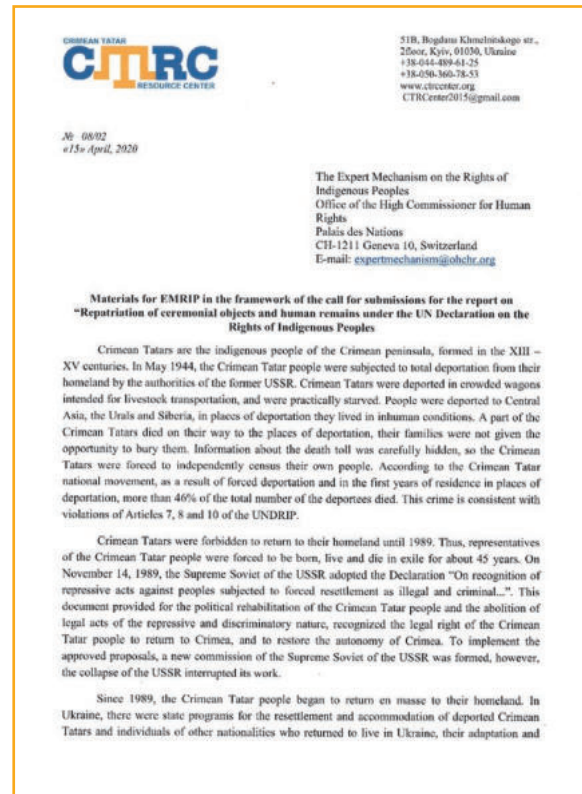 CRIMEAN TATAR
CTRC
RESOURCE CENTER
51B, Bogdana Khmelnitskogo str.,
2floor, Kyiv, 01030, Ukraine
+38-044-489-61-25
+38-050-360-78-53
www.ctrcenter.org
CTRCenter2015@gmail.com
№ 08/02
«15» April, 2020
The Expert Mechanism on the Rights of
Indigenous Peoples
Office of the High Commissioner for Human
Rights
Palais des Nations
CH-1211 Geneva 10, Switzerland
E-mail: expertmechanism@ohchr.org
Materials for EMRIP in the framework of the call for submissions for the report on
“Repatriation of ceremonial objects and human remains under the UN Declaration on the
Rights of Indigenous Peoples
Crimean Tatars are the indigenous people of the Crimean peninsula, formed in the XIII –
XV centuries. In May 1944, the Crimean Tatar people were subjected to total deportation from their
homeland by the authorities of the former USSR. Crimean Tatars were deported in crowded wagons
intended for livestock transportation, and were practically starved. People were deported to Central
Asia, the Urals and Siberia, in places of deportation they lived in inhuman conditions. A part of the
Crimean Tatars died on their way to the places of deportation, their families were not given the
opportunity to bury them. Information about the death toll was carefully hidden, so the Crimean
Tatars were forced to independently census their own people. According to the Crimean Tatar
national movement, as a result of forced deportation and in the first years of residence in places of
deportation, more than 46% of the total number of the deportees died. This crime is consistent with
violations of Articles 7, 8 and 10 of the UNDRIP.
Crimean Tatars were forbidden to return to their homeland until 1989. Thus, representatives
of the Crimean Tatar people were forced to be born, live and die in exile for about 45 years. On
November 14, 1989, the Supreme Soviet of the USSR adopted the Declaration “On recognition of
repressive acts against peoples subjected to forced resettlement as illegal and criminal...”. This
document provided for the political rehabilitation of the Crimean Tatar people and the abolition of
legal acts of the repressive and discriminatory nature, recognized the legal right of the Crimean
Tatar people to return to Crimea, and to restore the autonomy of Crimea. To implement the
approved proposals, a new commission of the Supreme Soviet of the USSR was formed, however,
the collapse of the USSR interrupted its work.
Since 1989, the Crimean Tatar people began to return en masse to their homeland. In
Ukraine, there were state programs for the resettlement and accommodation of deported Crimean
Tatars and individuals of other nationalities who returned to live in Ukraine, their adaptation and